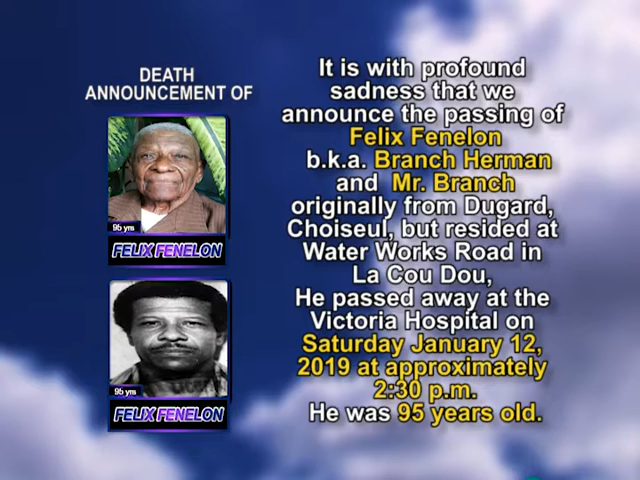 DEATH
ANNOUNCEMENT OF
95 yrs
FELIX FENELON
95 yrs
FELIX FENELON
It is with profound
sadness that we
announce the passing of
Felix Fenelon
b.k.a. Branch Herman
and Mr. Branch
originally from Dugard,
Choiseul, but resided at
Water Works Road in
La Cou Dou,
He passed away at the
Victoria Hospital on
Saturday January 12,
2019 at approximately
2:30 p.m.
He was 95 years old.